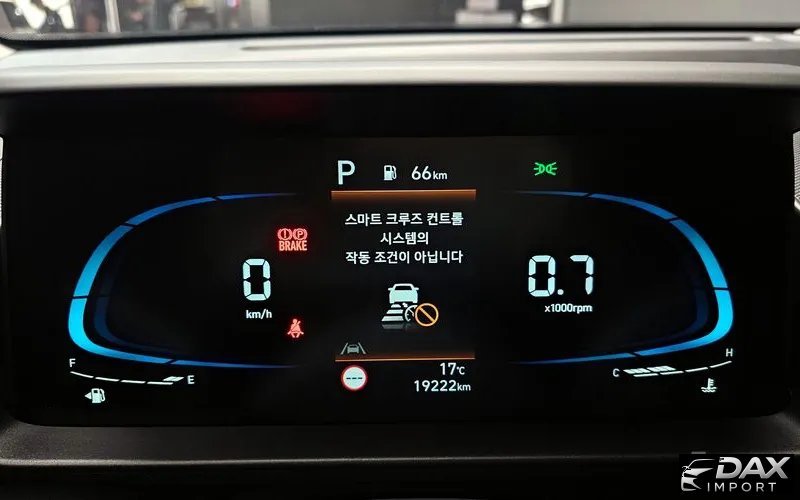 P 66km
스마트 크루즈 컨트롤
시스템의
작동 조건이 아닙니다
P
BRAKE
0
km/h
0.7
x1000rpm
F
E
C
H
17℃
19222km
DAX
IMPORT